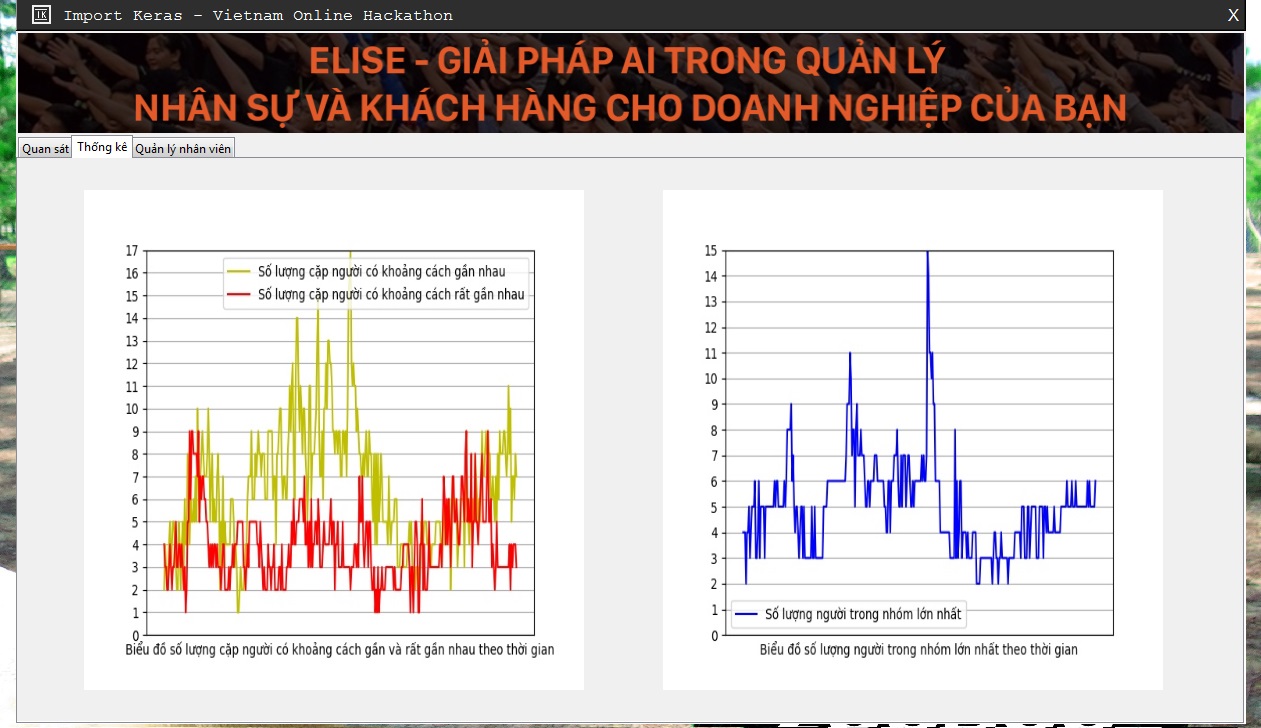 Import Keras - Vietnam Online Hackathon
X
ELISE - GIẢI PHÁP AI TRONG QUẢN LÝ
NHÂN SỰ VÀ KHÁCH HÀNG CHO DOANH NGHIỆP CỦA BẠN
Quan sát
Thống kê
Quản lý nhân viên
17
16
15
14
13
12
11
10
9
8
7
6
5
4
3
2
1
0
Số lượng cặp người có khoảng cách gần nhau
Số lượng cặp người có khoảng cách rất gần nhau
Biểu đồ số lượng cặp người có khoảng cách gần và rất gần nhau theo thời gian
15
14
13
12
11
10
9
8
7
6
5
4
3
2
1
0
Số lượng người trong nhóm lớn nhất
Biểu đồ số lượng người trong nhóm lớn nhất theo thời gian